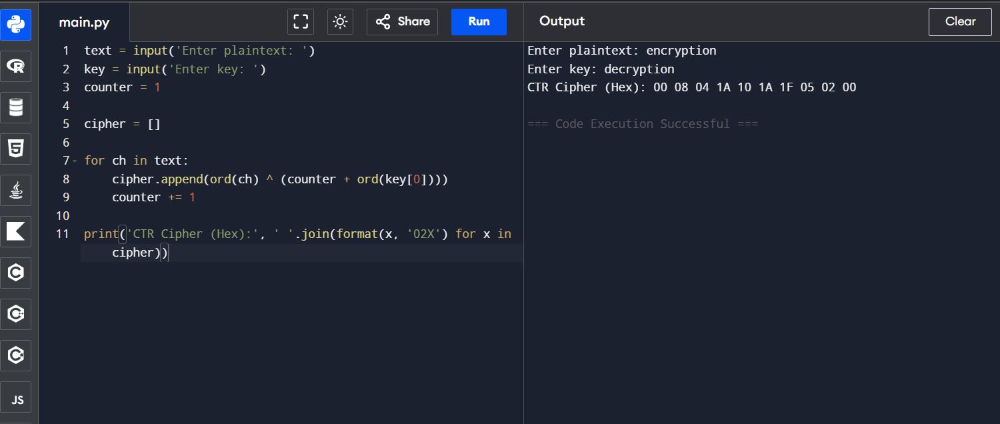 main.py
Share
Run
Output
Clear
1 text = input('Enter plaintext: ')
2 key = input('Enter key: ')
3 counter = 1
4
5 cipher = []
6
7 for ch in text:
8     cipher.append(ord(ch) ^ (counter + ord(key[0])))
9     counter += 1
10
11 print('CTR Cipher (Hex):', ' '.join(format(x, '02X') for x in
    cipher))
Enter plaintext: encryption
Enter key: decryption
CTR Cipher (Hex): 00 08 04 1A 10 1A 1F 05 02 00
=== Code Execution Successful ===
R
5
C
C++
C#
JS